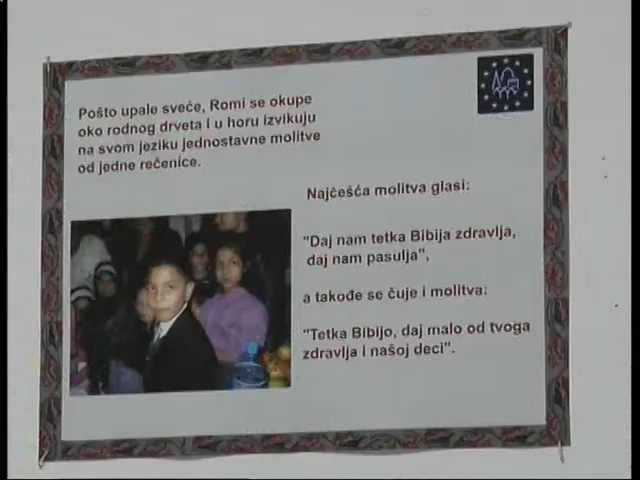 Pošto upale sveće, Romi se okupe
oko rodnog drveta i u horu izvikuju
na svom jeziku jednostavne molitve
od jedne rečenice.
Najčešća molitva glasi:
"Daj nam tetka Bibija zdravlja,
daj nam pasulja",
a takođe se čuje i molitva:
"Tetka Bibijo, daj malo od tvoga
zdravlja i našoj deci".